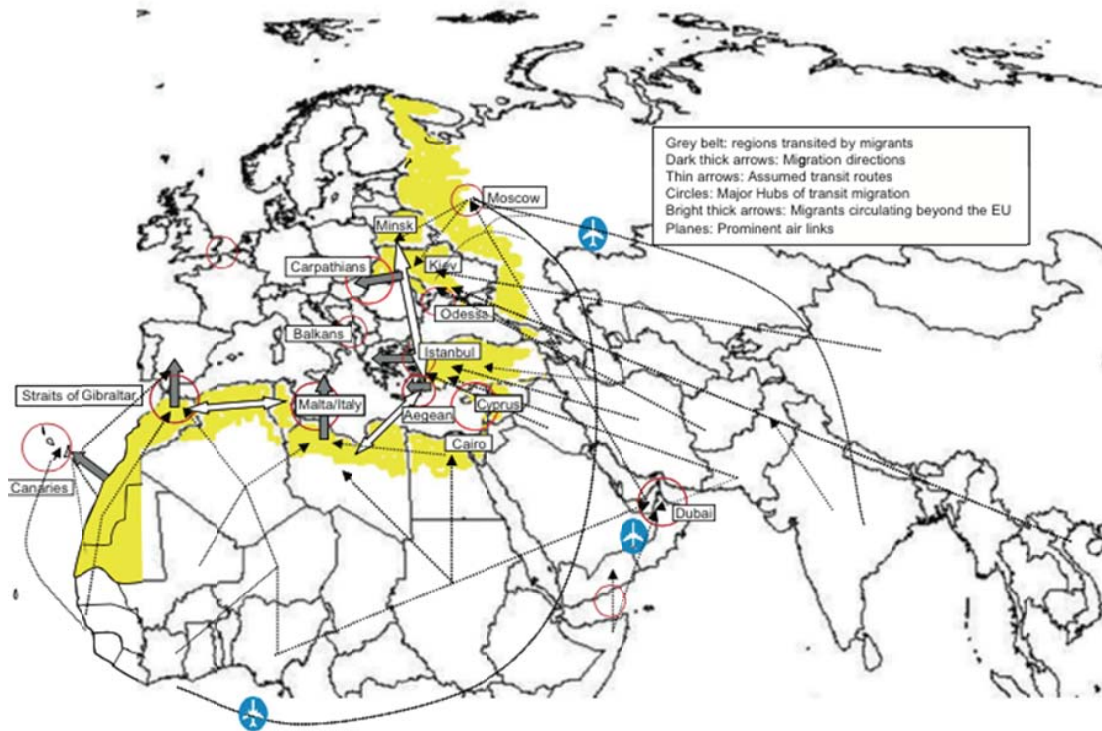 Grey belt: regions transited by migrants
Dark thick arrows: Migration directions
Thin arrows: Assumed transit routes
Circles: Major Hubs of transit migration
Bright thick arrows: Migrants circulating beyond the EU
Planes: Prominent air links
Moscow
Minsk
Carpathians
Kiev
Odessa
Balkans
Istanbul
Straits of Gibraltar
Malta/Italy
Aegean
Cyprus
Cairo
Canaries
Dubai